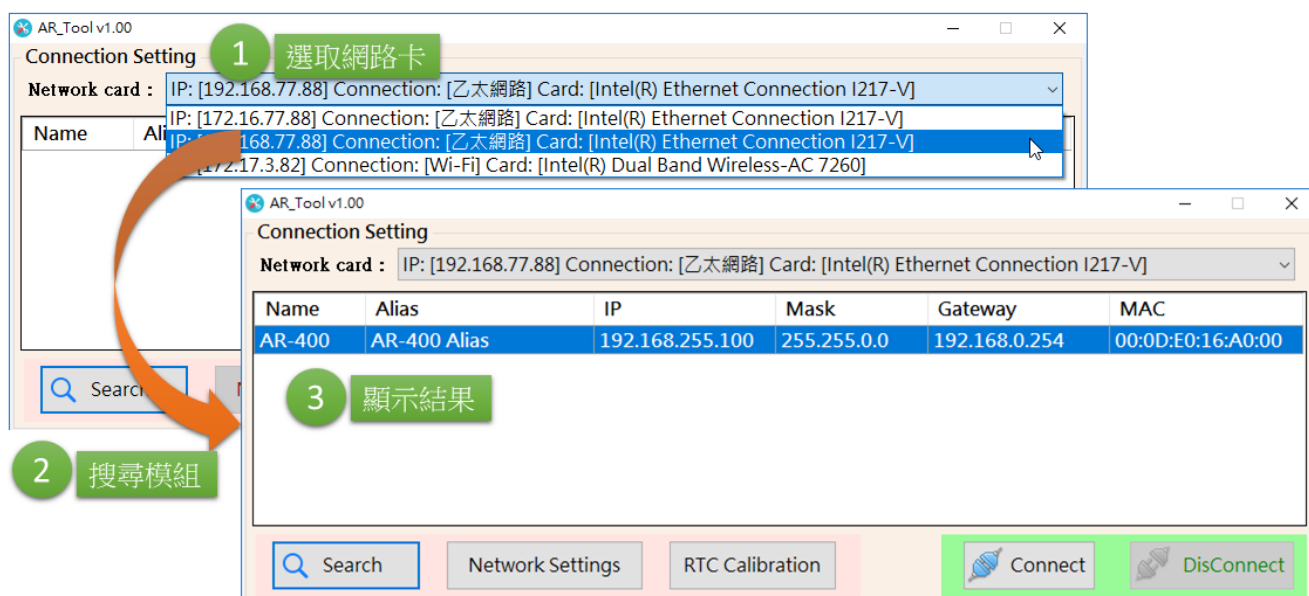 AR_Tool v1.00
Connection Setting
1 選取網路卡
Network card : IP: [192.168.77.88] Connection: [乙太網路] Card: [Intel(R) Ethernet Connection I217-V]
IP: [172.16.77.88] Connection: [乙太網路] Card: [Intel(R) Ethernet Connection I217-V]
168.77.88] Connection: [乙太網路] Card: [Intel(R) Ethernet Connection I217-V]
[172.17.3.82] Connection: [Wi-Fi] Card: [Intel(R) Dual Band Wireless-AC 7260]
Name
Search
2 搜尋模組
AR_Tool v1.00
Connection Setting
Network card : IP: [192.168.77.88] Connection: [乙太網路] Card: [Intel(R) Ethernet Connection I217-V]
Name Alias IP Mask Gateway MAC
AR-400 AR-400 Alias 192.168.255.100 255.255.0.0 192.168.0.254 00:0D:E0:16:A0:00
3 顯示結果
Search Network Settings RTC Calibration Connect DisConnect